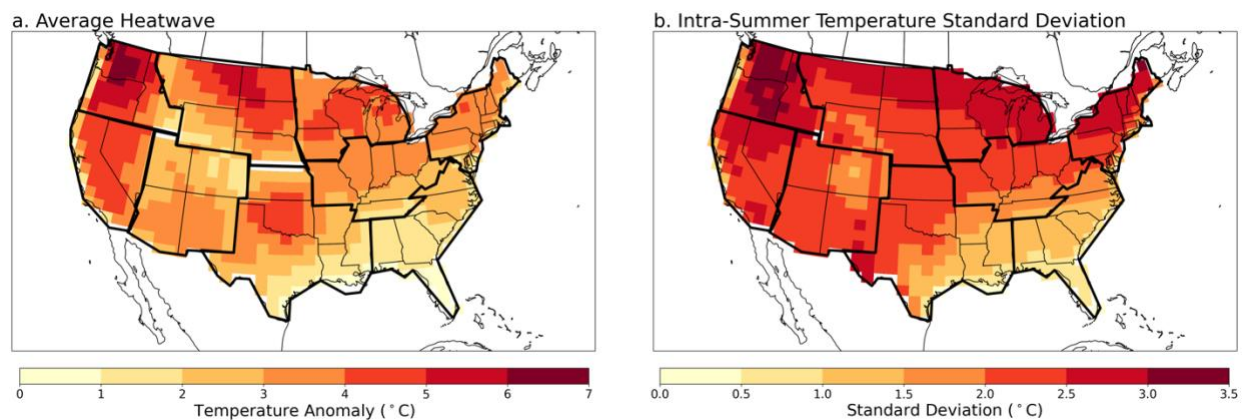 a. Average Heatwave
b. Intra-Summer Temperature Standard Deviation
0 1 2 3 4 5 6 7
Temperature Anomaly (°C)
0.0 0.5 1.0 1.5 2.0 2.5 3.0 3.5
Standard Deviation (°C)